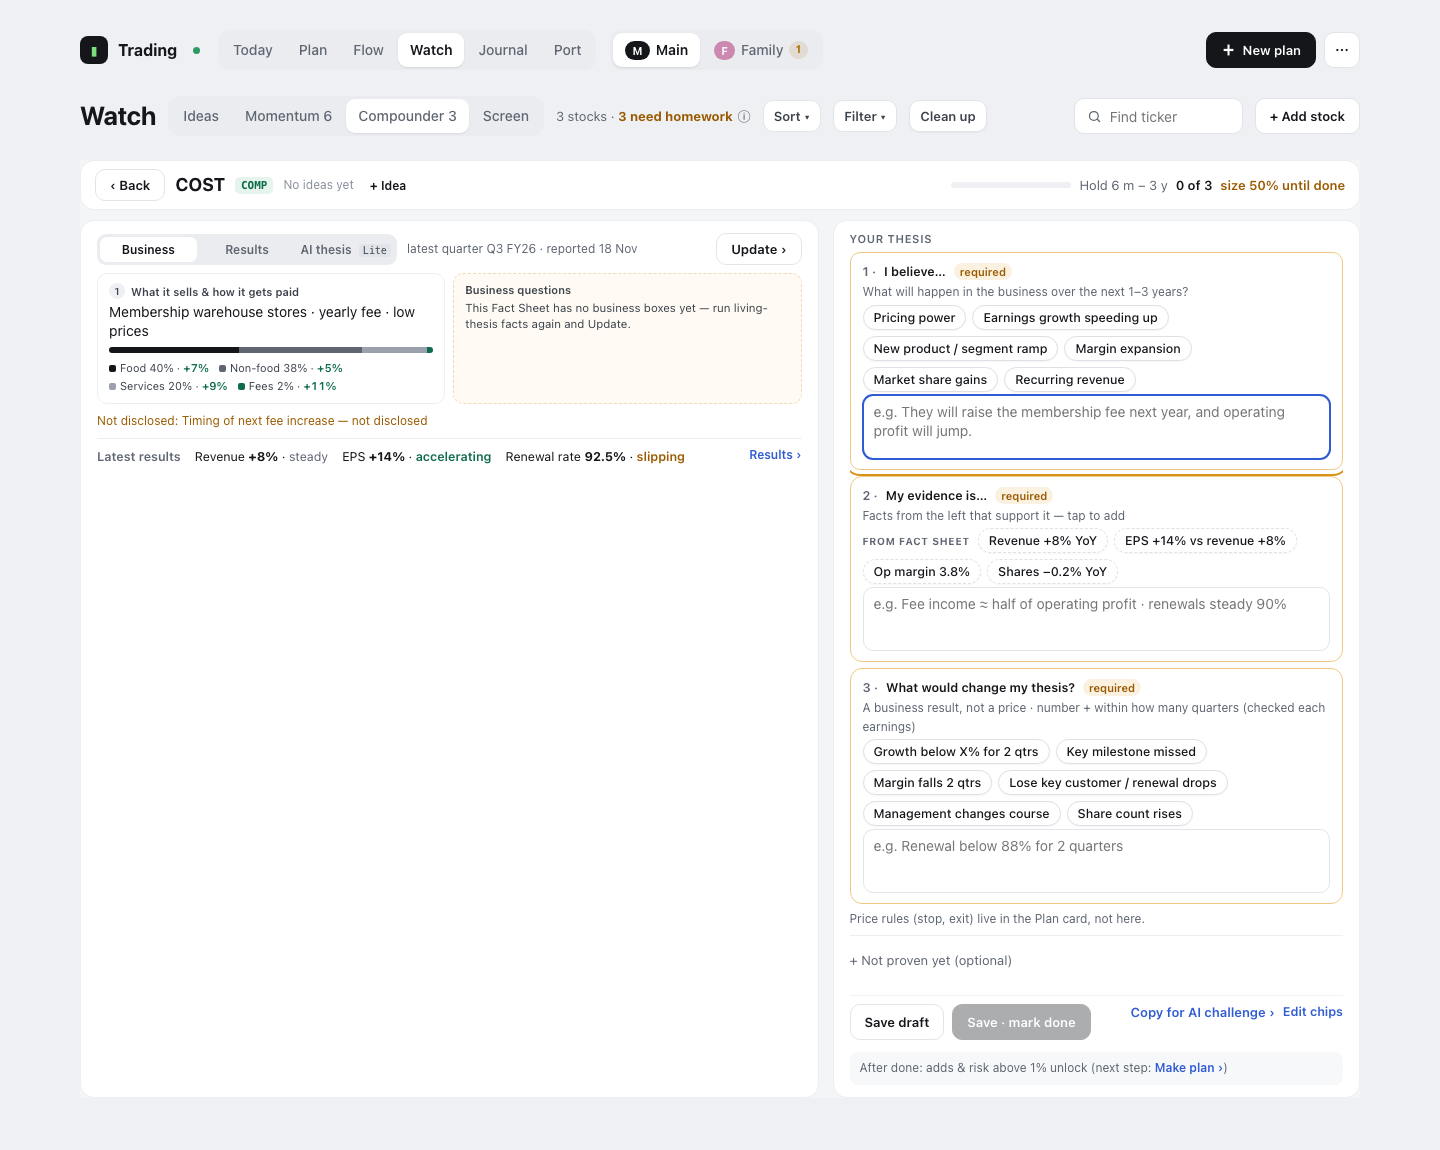 Trading
Today Plan Flow Watch Journal Port
M Main F Family 1
+ New plan
...
Watch
Ideas Momentum 6 Compounder 3 Screen
3 stocks · 3 need homework ⓘ
Sort ▾ Filter ▾ Clean up
Find ticker
+ Add stock
‹ Back COST COMP No ideas yet + Idea
Hold 6 m – 3 y 0 of 3 size 50% until done
Business Results AI thesis Lite
latest quarter Q3 FY26 · reported 18 Nov
Update ›
1 What it sells & how it gets paid
Membership warehouse stores · yearly fee · low
prices
Food 40% · +7% Non-food 38% · +5%
Services 20% · +9% Fees 2% · +11%
Business questions
This Fact Sheet has no business boxes yet — run living-
thesis facts again and Update.
Not disclosed: Timing of next fee increase — not disclosed
Latest results Revenue +8% · steady EPS +14% · accelerating Renewal rate 92.5% · slipping
Results ›
YOUR THESIS
1 · I believe... required
What will happen in the business over the next 1–3 years?
Pricing power Earnings growth speeding up
New product / segment ramp Margin expansion
Market share gains Recurring revenue
e.g. They will raise the membership fee next year, and operating
profit will jump.
2 · My evidence is... required
Facts from the left that support it — tap to add
FROM FACT SHEET Revenue +8% YoY EPS +14% vs revenue +8%
Op margin 3.8% Shares −0.2% YoY
e.g. Fee income ≈ half of operating profit · renewals steady 90%
3 · What would change my thesis? required
A business result, not a price · number + within how many quarters (checked each
earnings)
Growth below X% for 2 qtrs Key milestone missed
Margin falls 2 qtrs Lose key customer / renewal drops
Management changes course Share count rises
e.g. Renewal below 88% for 2 quarters
Price rules (stop, exit) live in the Plan card, not here.
+ Not proven yet (optional)
Save draft Save · mark done Copy for AI challenge › Edit chips
After done: adds & risk above 1% unlock (next step: Make plan ›)